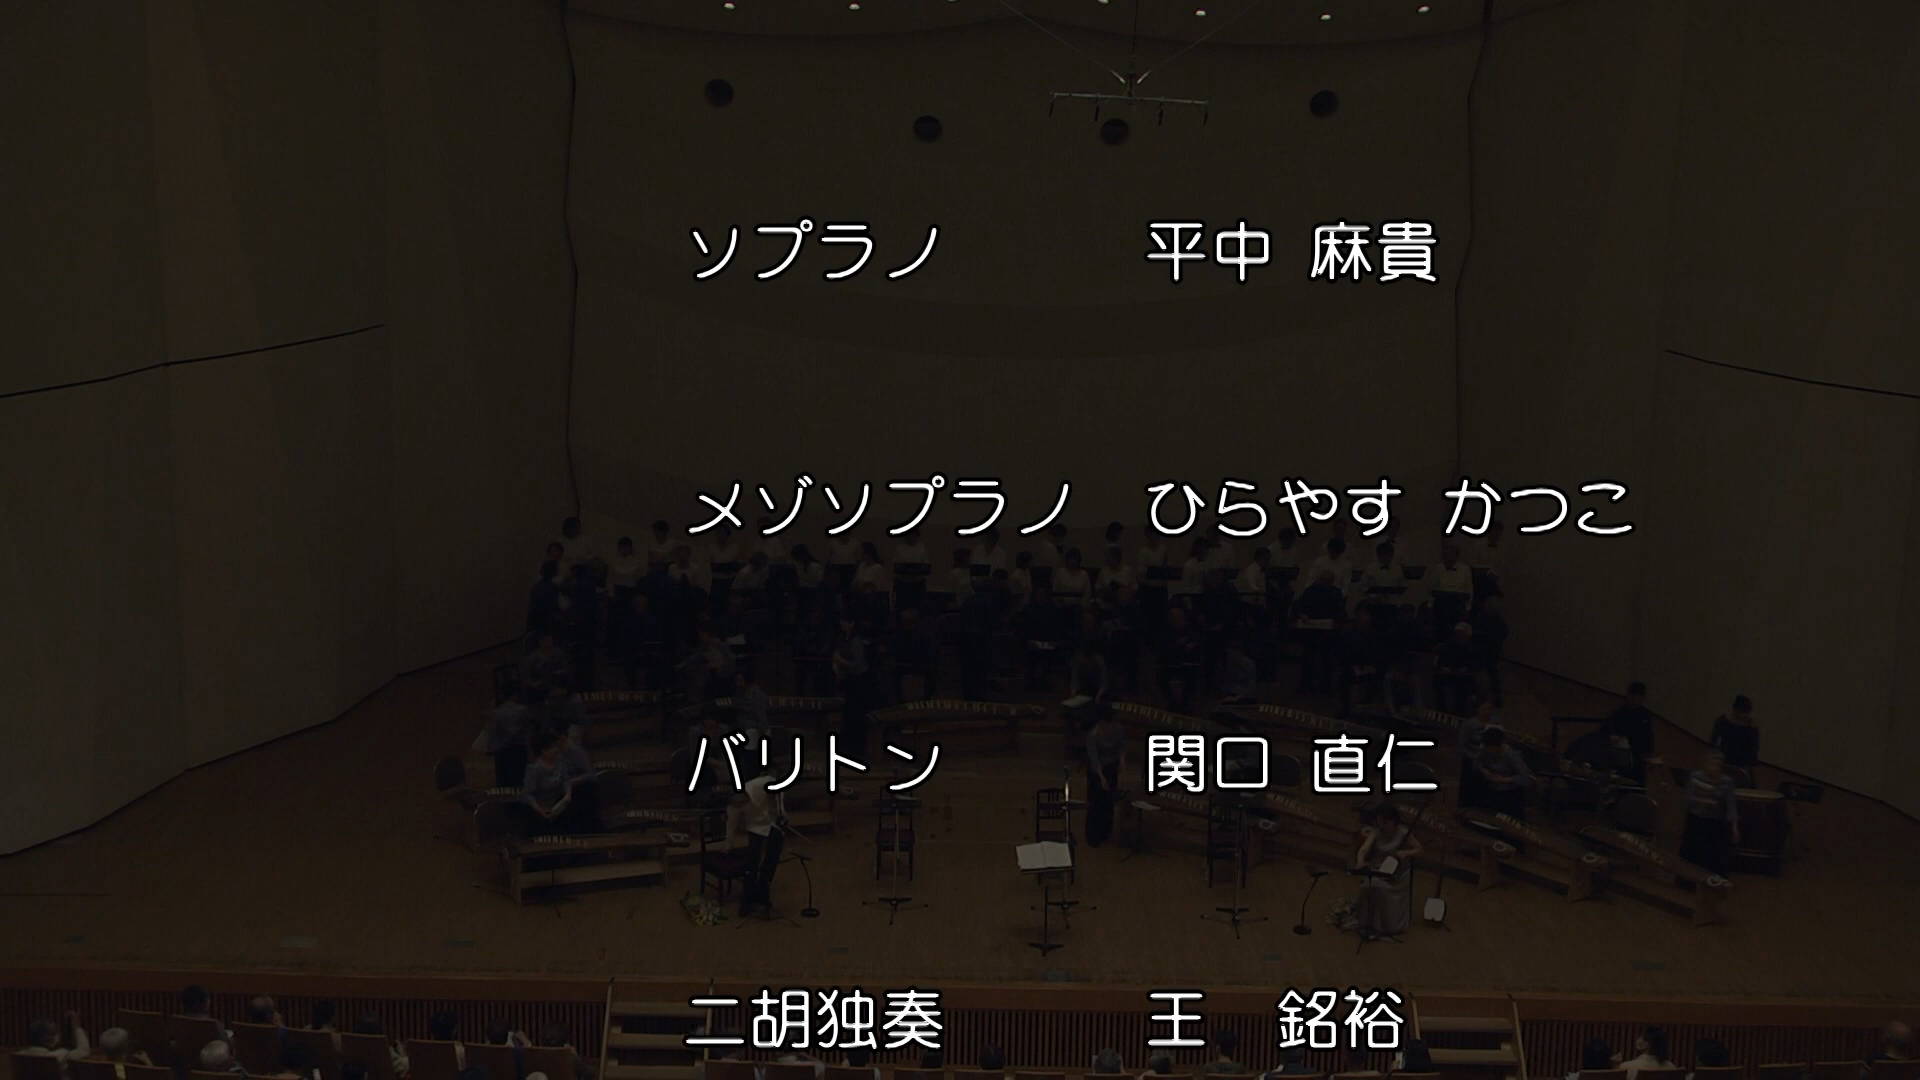 ソプラノ 平中 麻貴
メゾソプラノ ひらやす かつこ
バリトン 関口 直仁
二胡独奏 王 銘裕